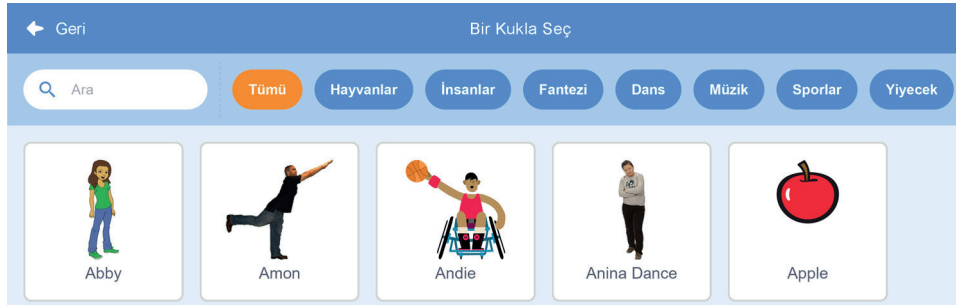 Geri
Bir Kukla Seç
Ara
Tümü
Hayvanlar
İnsanlar
Fantezi
Dans
Müzik
Sporlar
Yiyecek
Abby
Amon
Andie
Anina Dance
Apple